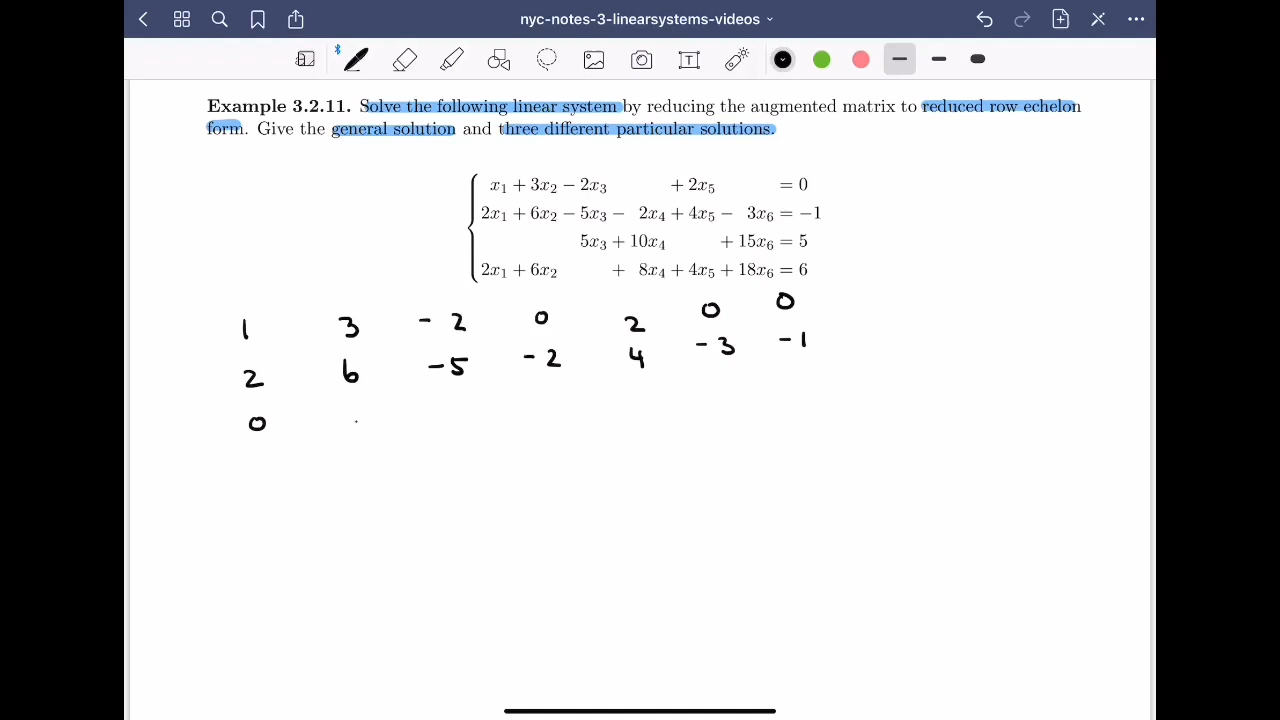 nyc-notes-3-linearsystems-videos
Example 3.2.11. Solve the following linear system by reducing the augmented matrix to reduced row echelon
form. Give the general solution and three different particular solutions.
x₁ + 3x₂ − 2x₃ + 2x₅ = 0
2x₁ + 6x₂ − 5x₃ − 2x₄ + 4x₅ − 3x₆ = −1
5x₃ + 10x₄ + 15x₆ = 5
2x₁ + 6x₂ + 8x₄ + 4x₅ + 18x₆ = 6
1 3 -2 0 2 0 0
2 6 -5 -2 4 -3 -1
0